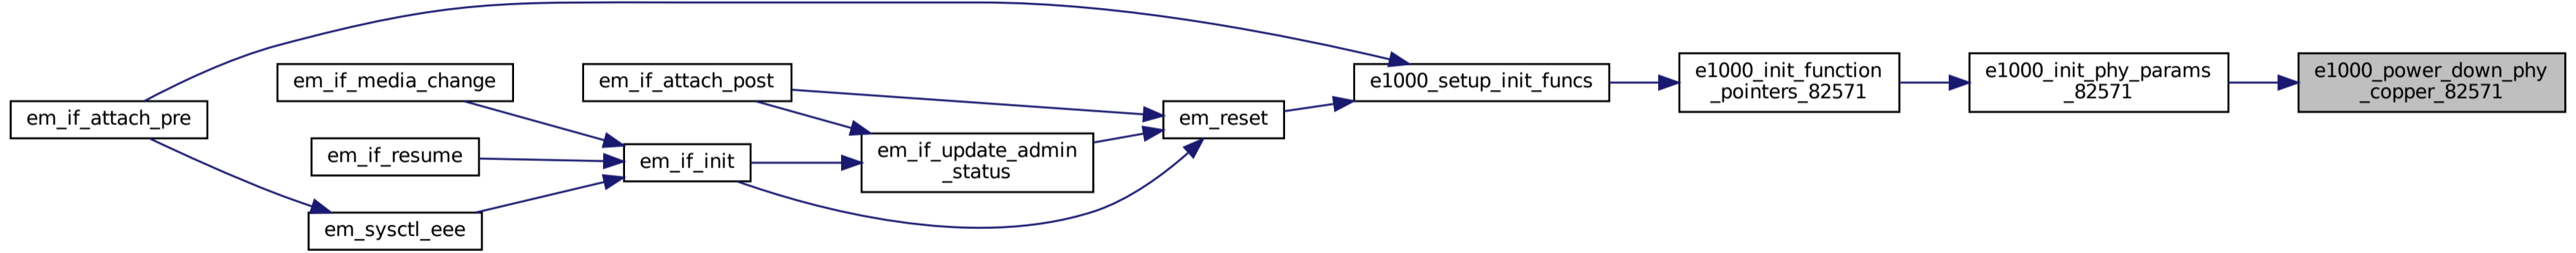 em_if_attach_pre
em_if_media_change
em_if_resume
em_sysctl_eee
em_if_attach_post
em_if_init
em_if_update_admin
_status
em_reset
e1000_setup_init_funcs
e1000_init_function
_pointers_82571
e1000_init_phy_params
_82571
e1000_power_down_phy
_copper_82571